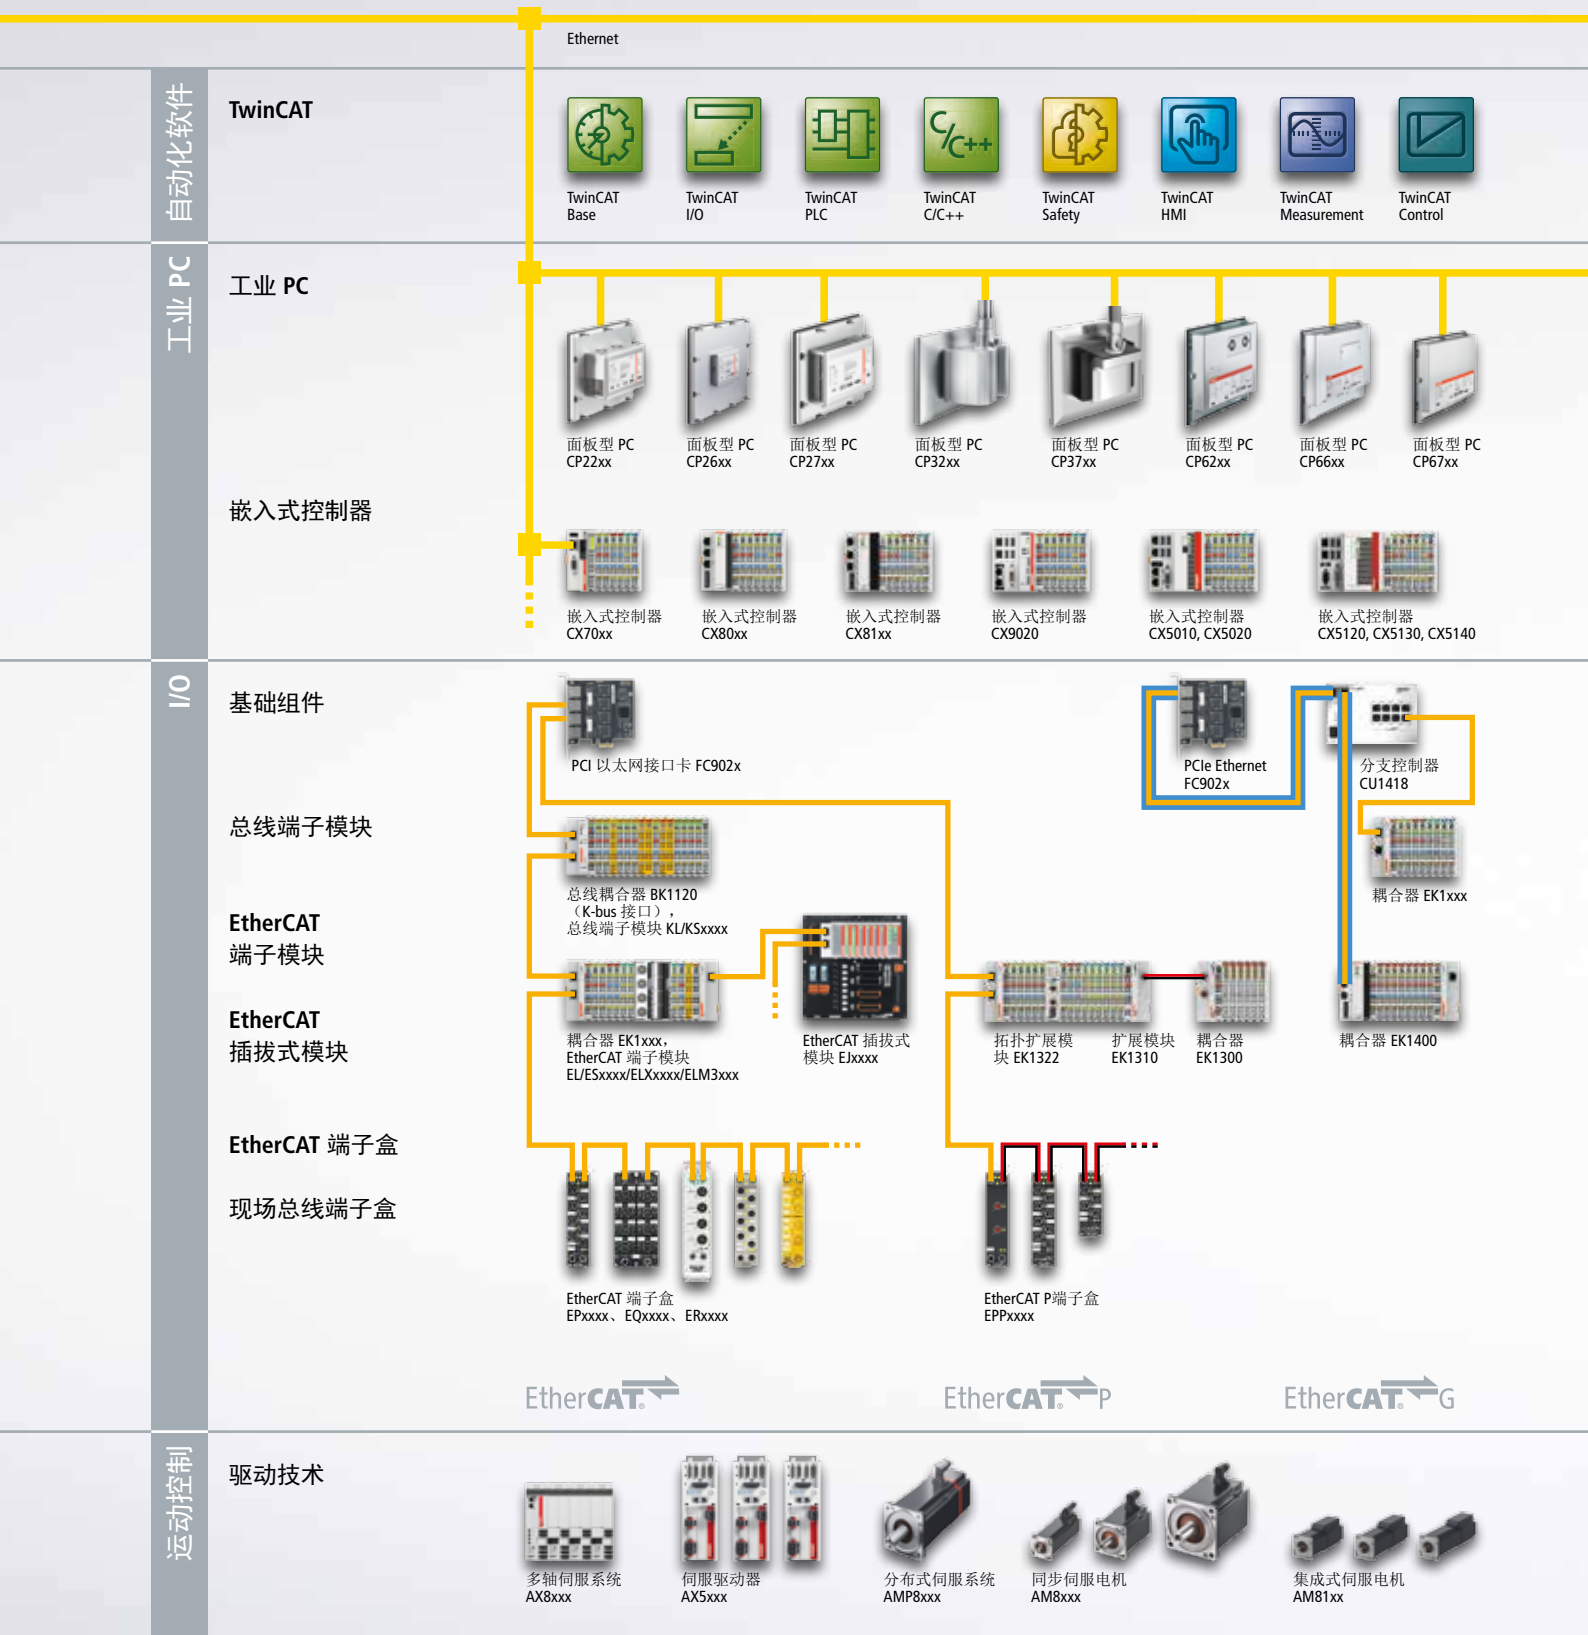 Ethernet
自动化软件
TwinCAT
TwinCAT
Base
TwinCAT
I/O
TwinCAT
PLC
C/C++
TwinCAT
C/C++
TwinCAT
Safety
TwinCAT
HMI
TwinCAT
Measurement
TwinCAT
Control
工业 PC
工业 PC
面板型 PC
CP22xx
面板型 PC
CP26xx
面板型 PC
CP27xx
面板型 PC
CP32xx
面板型 PC
CP37xx
面板型 PC
CP62xx
面板型 PC
CP66xx
面板型 PC
CP67xx
嵌入式控制器
嵌入式控制器
CX70xx
嵌入式控制器
CX80xx
嵌入式控制器
CX81xx
嵌入式控制器
CX9020
嵌入式控制器
CX5010, CX5020
嵌入式控制器
CX5120, CX5130, CX5140
I/O
基础组件
PCI 以太网接口卡 FC902x
PCIe Ethernet
FC902x
分支控制器
CU1418
总线端子模块
总线耦合器 BK1120
（K-bus 接口），
总线端子模块 KL/KSxxxx
耦合器 EK1xxx
EtherCAT
端子模块
EtherCAT
插拔式模块
耦合器 EK1xxx，
EtherCAT 端子模块
EL/ESxxxx/ELXxxxx/ELM3xxx
EtherCAT 插拔式
模块 EJxxxx
拓扑扩展模
块 EK1322
扩展模块
EK1310
耦合器
EK1300
耦合器 EK1400
EtherCAT 端子盒
现场总线端子盒
EtherCAT 端子盒
EPxxxx、EQxxxx、ERxxxx
EtherCAT P端子盒
EPPxxxx
EtherCAT®
EtherCAT®P
EtherCAT®G
运动控制
驱动技术
多轴伺服系统
AX8xxx
伺服驱动器
AX5xxx
分布式伺服系统
AMP8xxx
同步伺服电机
AM8xxx
集成式伺服电机
AM81xx